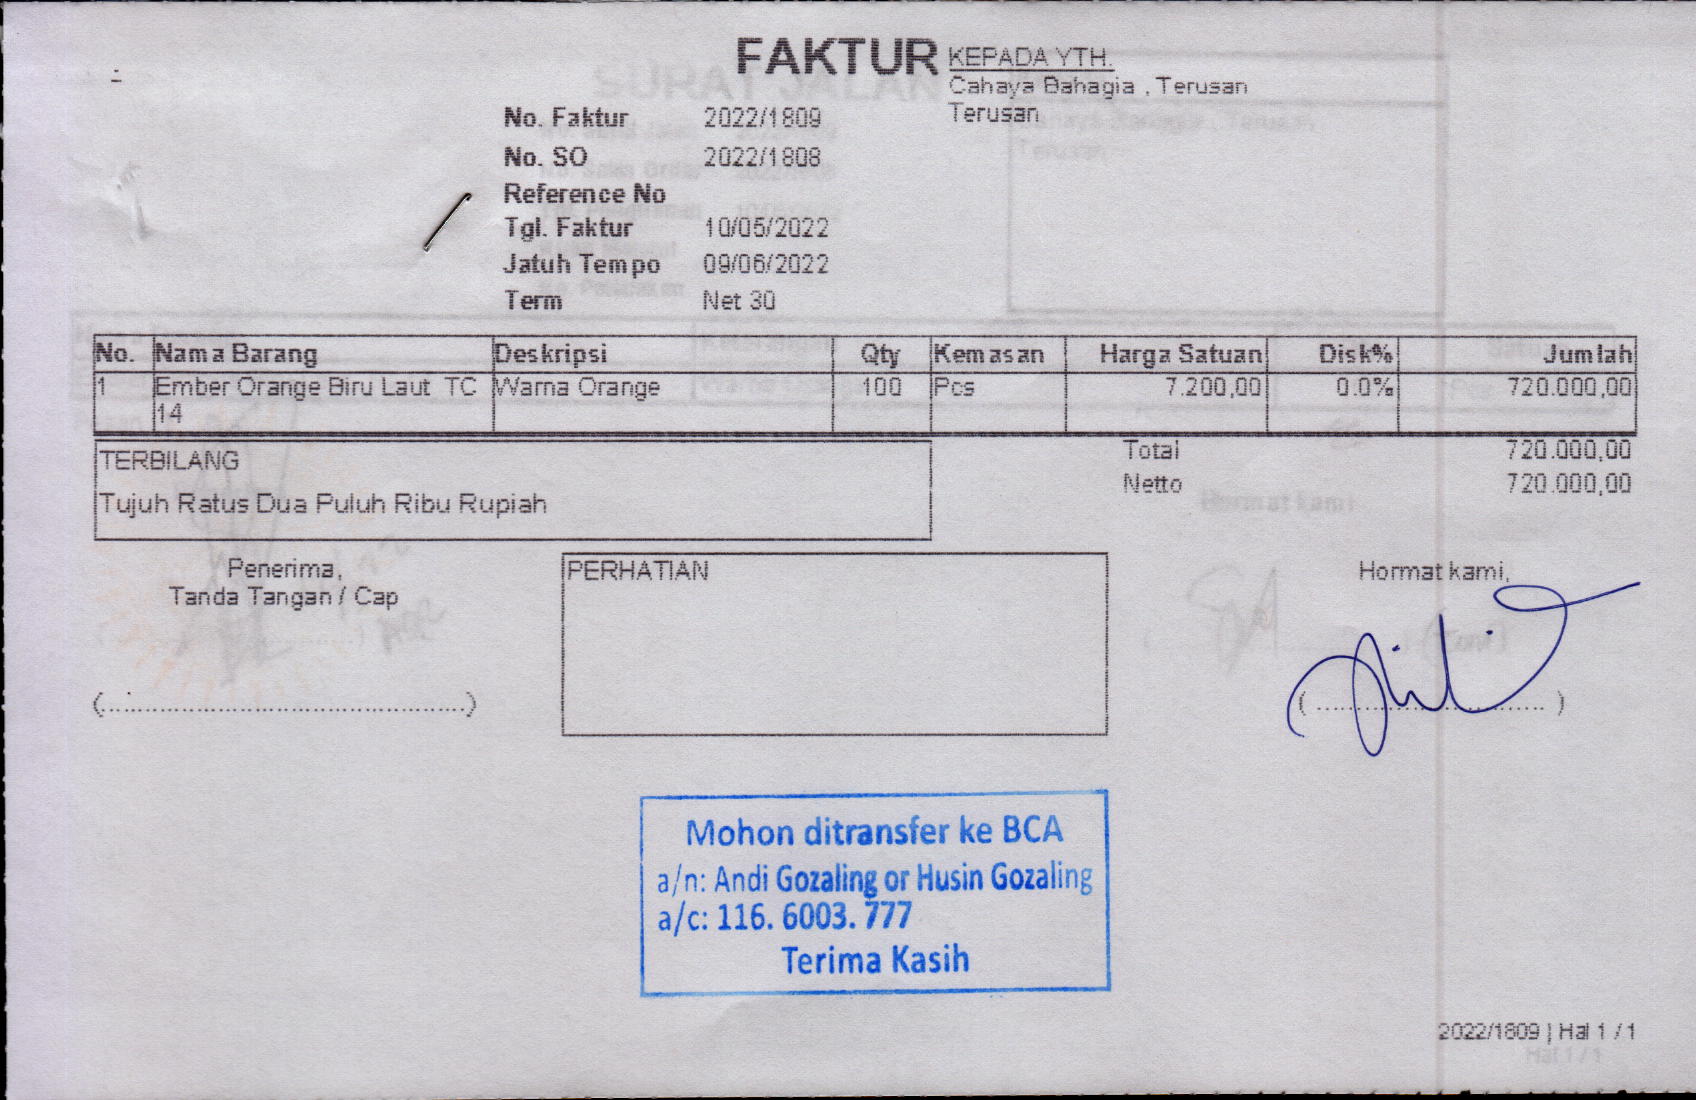 FAKTUR
KEPADA YTH.
Cahaya Bahagia , Terusan
Terusan
No. Faktur 2022/1809
No. SO 2022/1808
Reference No
Tgl. Faktur 10/05/2022
Jatuh Tempo 09/06/2022
Term Net 30
No. Nama Barang Deskripsi Qty Kemasan Harga Satuan Disk% Jumlah
1 Ember Orange Biru Laut TC Warna Orange 100 Pcs 7.200,00 0.0% 720.000,00
14
Total 720.000,00
Netto 720.000,00
TERBILANG
Tujuh Ratus Dua Puluh Ribu Rupiah
Penerima,
Tanda Tangan / Cap
(..............................................)
PERHATIAN
Hormat kami,
( ............................. )
Mohon ditransfer ke BCA
a/n: Andi Gozaling or Husin Gozaling
a/c: 116. 6003. 777
Terima Kasih
2022/1809 | Hal 1 / 1